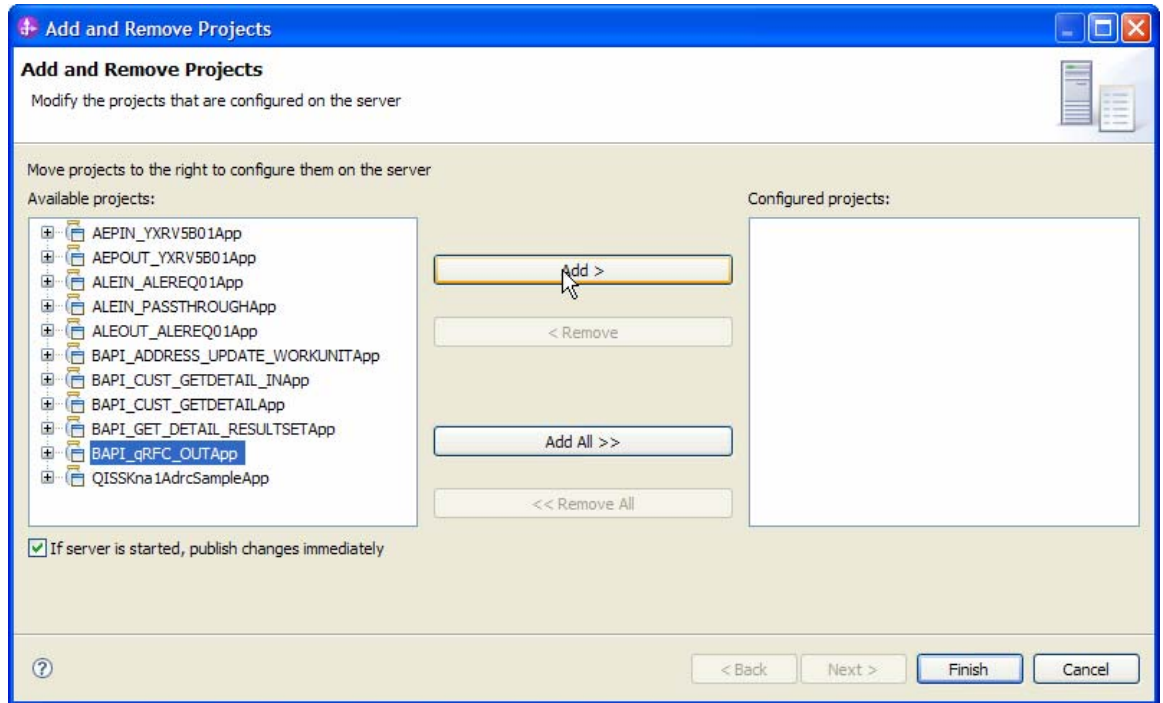 Add and Remove Projects
Add and Remove Projects
Modify the projects that are configured on the server
Move projects to the right to configure them on the server
Available projects:
Configured projects:
AEPIN_YXRV5B01App
AEPOUT_YXRV5B01App
ALEIN_ALEREQ01App
ALEIN_PASSTHROUGHApp
ALEOUT_ALEREQ01App
BAPI_ADDRESS_UPDATE_WORKUNITApp
BAPI_CUST_GETDETAIL_INApp
BAPI_CUST_GETDETAILApp
BAPI_GET_DETAIL_RESULTSETApp
BAPI_qRFC_OUTApp
QISSKna1AdrcSampleApp
Add >
< Remove
Add All >>
<< Remove All
If server is started, publish changes immediately
?
< Back
Next >
Finish
Cancel